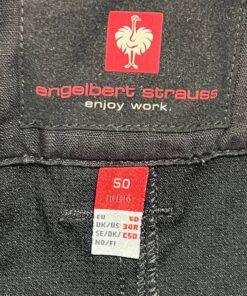 engelbert strauss
enjoy work.
50
EU 50
UK/US 34R
SE/DK/ C50
NO/FI